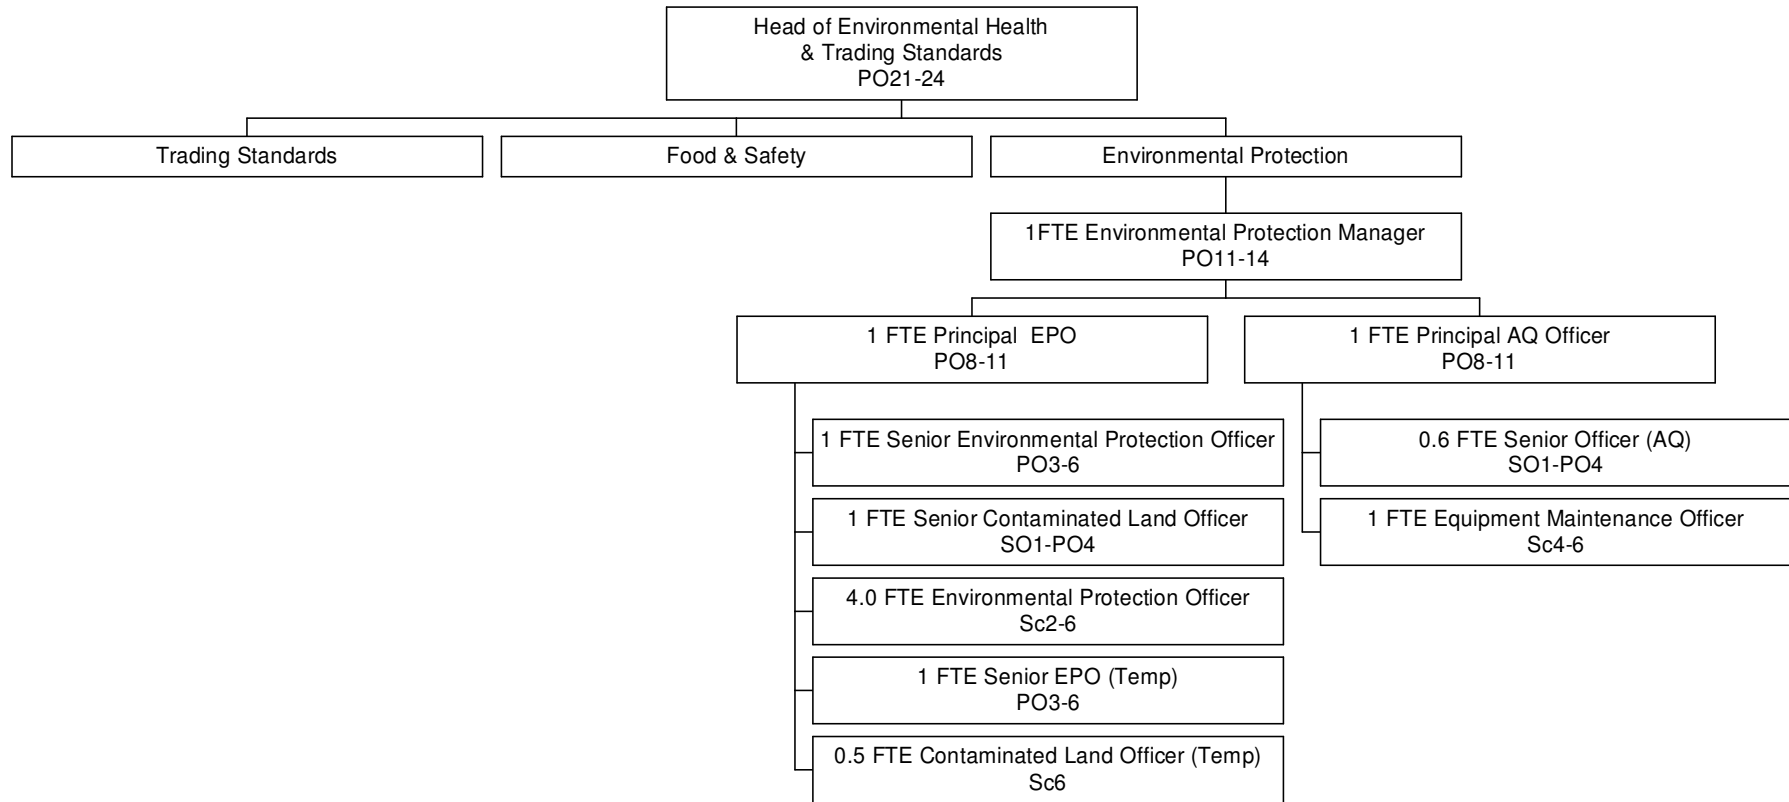 Head of Environmental Health
& Trading Standards
PO21-24
Trading Standards
Food & Safety
Environmental Protection
1FTE Environmental Protection Manager
PO11-14
1 FTE Principal  EPO
PO8-11
1 FTE Principal AQ Officer
PO8-11
1 FTE Senior Environmental Protection Officer
PO3-6
1 FTE Senior Contaminated Land Officer
SO1-PO4
4.0 FTE Environmental Protection Officer
Sc2-6
1 FTE Senior EPO (Temp)
PO3-6
0.5 FTE Contaminated Land Officer (Temp)
Sc6
0.6 FTE Senior Officer (AQ)
SO1-PO4
1 FTE Equipment Maintenance Officer
Sc4-6